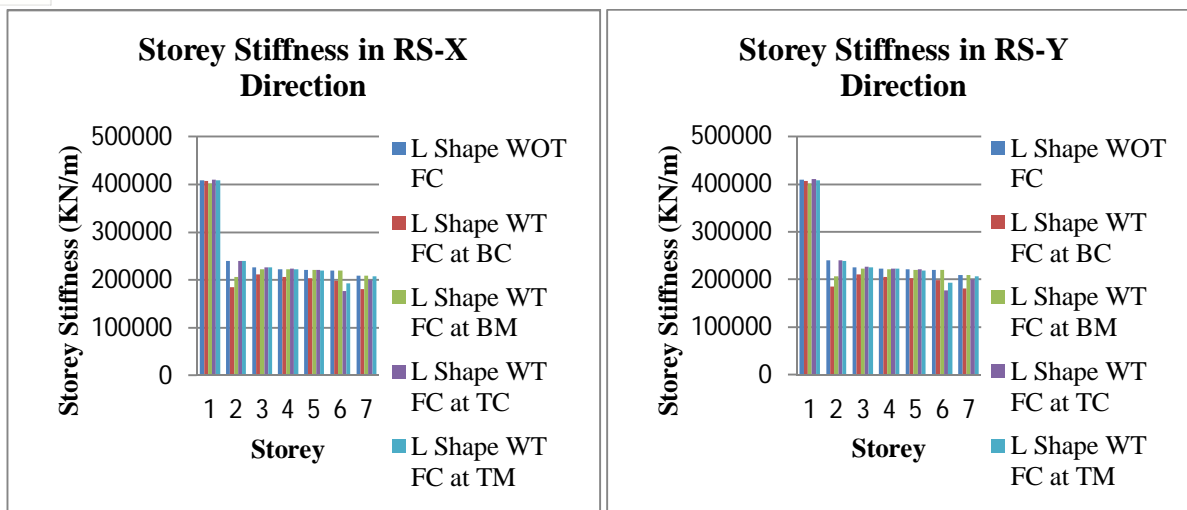 Storey Stiffness in RS-X
Direction
Storey Stiffness (KN/m)
500000
400000
300000
200000
100000
0
1 2 3 4 5 6 7
Storey
L Shape WOT
FC
L Shape WT
FC at BC
L Shape WT
FC at BM
L Shape WT
FC at TC
L Shape WT
FC at TM
Storey Stiffness in RS-Y
Direction
Storey Stiffness (KN/m)
500000
400000
300000
200000
100000
0
1 2 3 4 5 6 7
Storey
L Shape WOT
FC
L Shape WT
FC at BC
L Shape WT
FC at BM
L Shape WT
FC at TC
L Shape WT
FC at TM